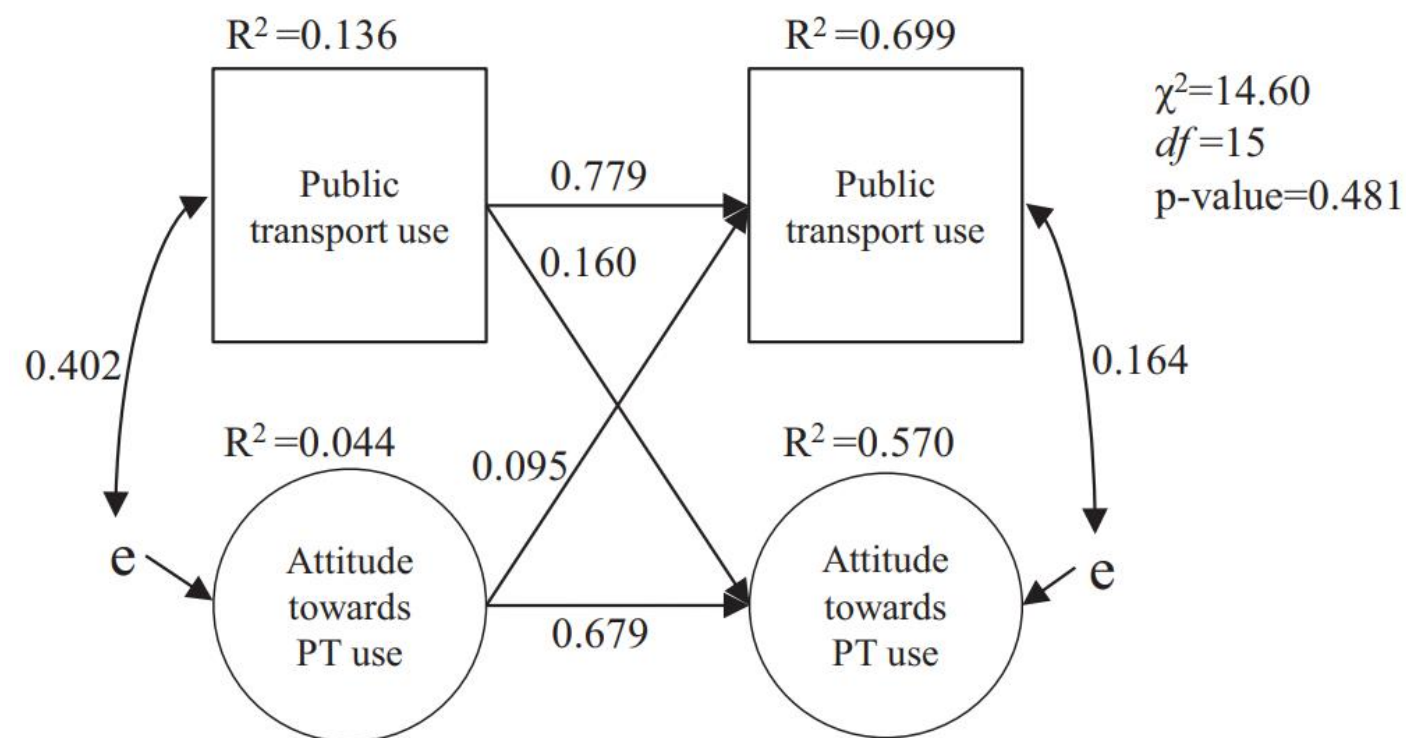 R² =0.136
R² =0.699
χ²=14.60
df=15
p-value=0.481
Public
transport use
0.779
Public
transport use
0.160
0.402
0.164
R² =0.044
0.095
R² =0.570
e
Attitude
towards
PT use
0.679
Attitude
towards
PT use
e